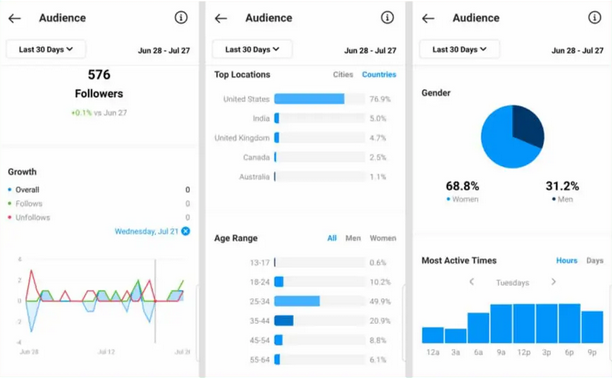 Audience
Last 30 Days
Jun 28 - Jul 27
576
Followers
+0.1% vs Jun 27
Growth
Overall 0
Follows 0
Unfollows 0
Wednesday, Jul 21
4
2
0
-2
-4
Jun 28 Jul 12
Audience
Last 30 Days
Jun 28 - Jul 27
Top Locations Cities Countries
United States 76.9%
India 5.0%
United Kingdom 4.7%
Canada 2.5%
Australia 1.1%
Age Range All Men Women
13-17 0.6%
18-24 10.2%
25-34 49.9%
35-44 20.9%
45-54 8.8%
55-64 6.1%
Audience
Last 30 Days
Jun 28 - Jul 27
Gender
68.8% 31.2%
Women Men
Most Active Times Hours Days
Tuesdays
12a 3a 6a 9a 12p 3p 6p 9p